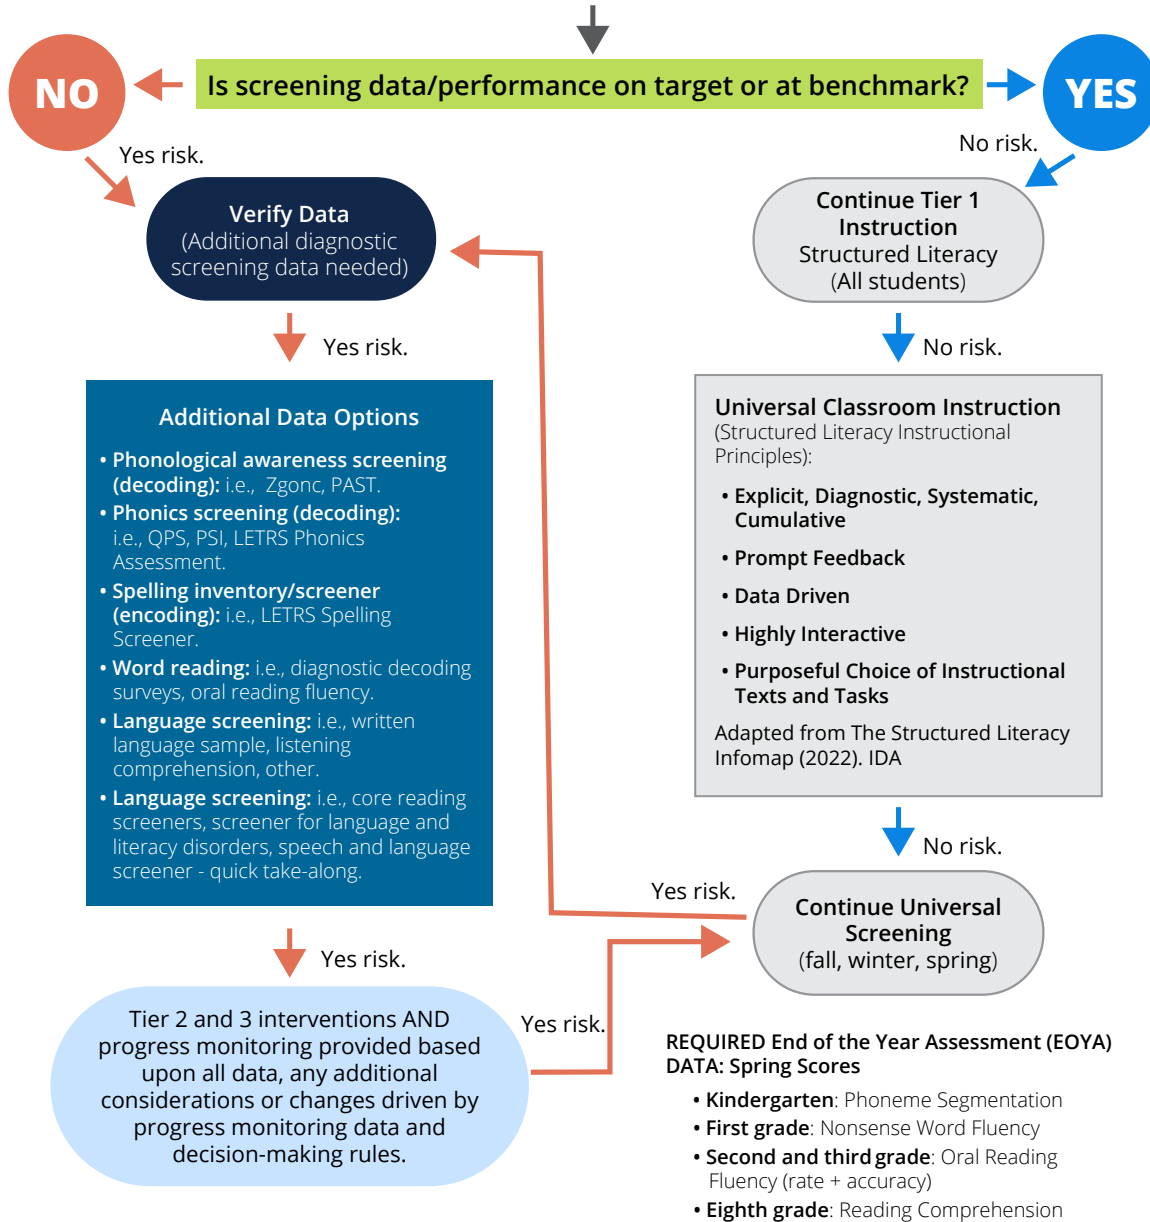 Is screening data/performance on target or at benchmark?
NO
YES
Yes risk.
No risk.
Verify Data
(Additional diagnostic
screening data needed)
Yes risk.
Additional Data Options
• Phonological awareness screening
(decoding): i.e.,  Zgonc, PAST.
• Phonics screening (decoding):
i.e., QPS, PSI, LETRS Phonics
Assessment.
• Spelling inventory/screener
(encoding): i.e., LETRS Spelling
Screener.
• Word reading: i.e., diagnostic decoding
surveys, oral reading fluency.
• Language screening: i.e., written
language sample, listening
comprehension, other.
• Language screening: i.e., core reading
screeners, screener for language and
literacy disorders, speech and language
screener - quick take-along.
Yes risk.
Tier 2 and 3 interventions AND
progress monitoring provided based
upon all data, any additional
considerations or changes driven by
progress monitoring data and
decision-making rules.
Yes risk.
Continue Tier 1
Instruction
Structured Literacy
(All students)
No risk.
Universal Classroom Instruction
(Structured Literacy Instructional
Principles):
• Explicit, Diagnostic, Systematic,
Cumulative
• Prompt Feedback
• Data Driven
• Highly Interactive
• Purposeful Choice of Instructional
Texts and Tasks
Adapted from The Structured Literacy
Infomap (2022). IDA
No risk.
Yes risk.
Continue Universal
Screening
(fall, winter, spring)
REQUIRED End of the Year Assessment (EOYA)
DATA: Spring Scores
• Kindergarten: Phoneme Segmentation
• First grade: Nonsense Word Fluency
• Second and third grade: Oral Reading
Fluency (rate + accuracy)
• Eighth grade: Reading Comprehension